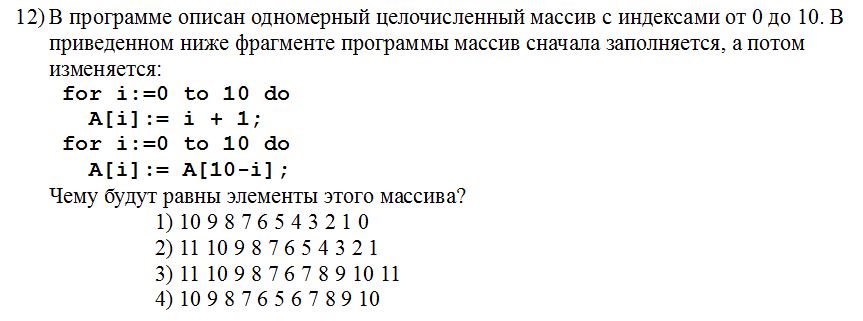 12) В программе описан одномерный целочисленный массив с индексами от 0 до 10. В
приведенном ниже фрагменте программы массив сначала заполняется, а потом
изменяется:
for i:=0 to 10 do
A[i]:= i + 1;
for i:=0 to 10 do
A[i]:= A[10-i];
Чему будут равны элементы этого массива?
1) 10 9 8 7 6 5 4 3 2 1 0
2) 11 10 9 8 7 6 5 4 3 2 1
3) 11 10 9 8 7 6 7 8 9 10 11
4) 10 9 8 7 6 5 6 7 8 9 10